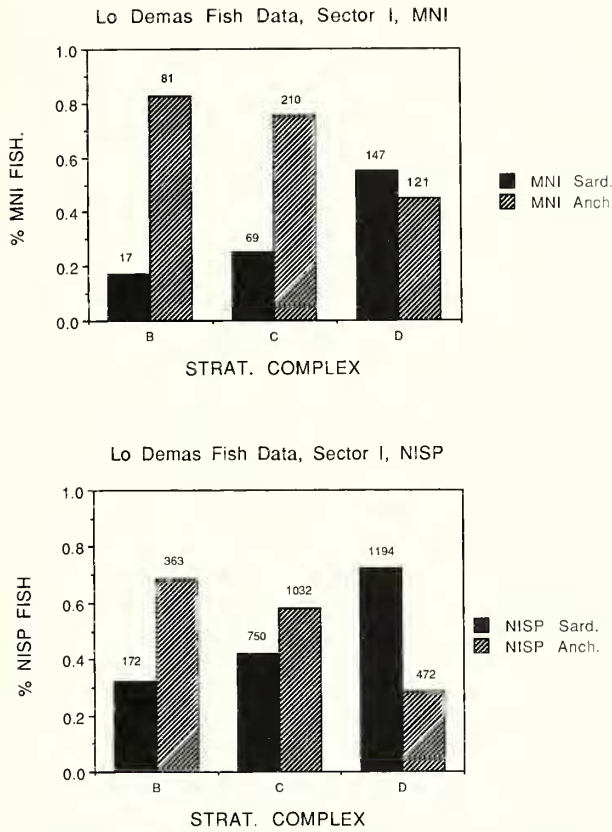 Lo Demas Fish Data, Sector I, MNI
1.0
0.8
0.6
0.4
0.2
0.0
% MNI FISH.
17
81
69
210
147
121
B
C
D
STRAT. COMPLEX
MNI Sard.
MNI Anch.
Lo Demas Fish Data, Sector I, NISP
1.0
0.8
0.6
0.4
0.2
0.0
% NISP FISH
172
363
750
1032
1194
472
B
C
D
STRAT. COMPLEX
NISP Sard.
NISP Anch.